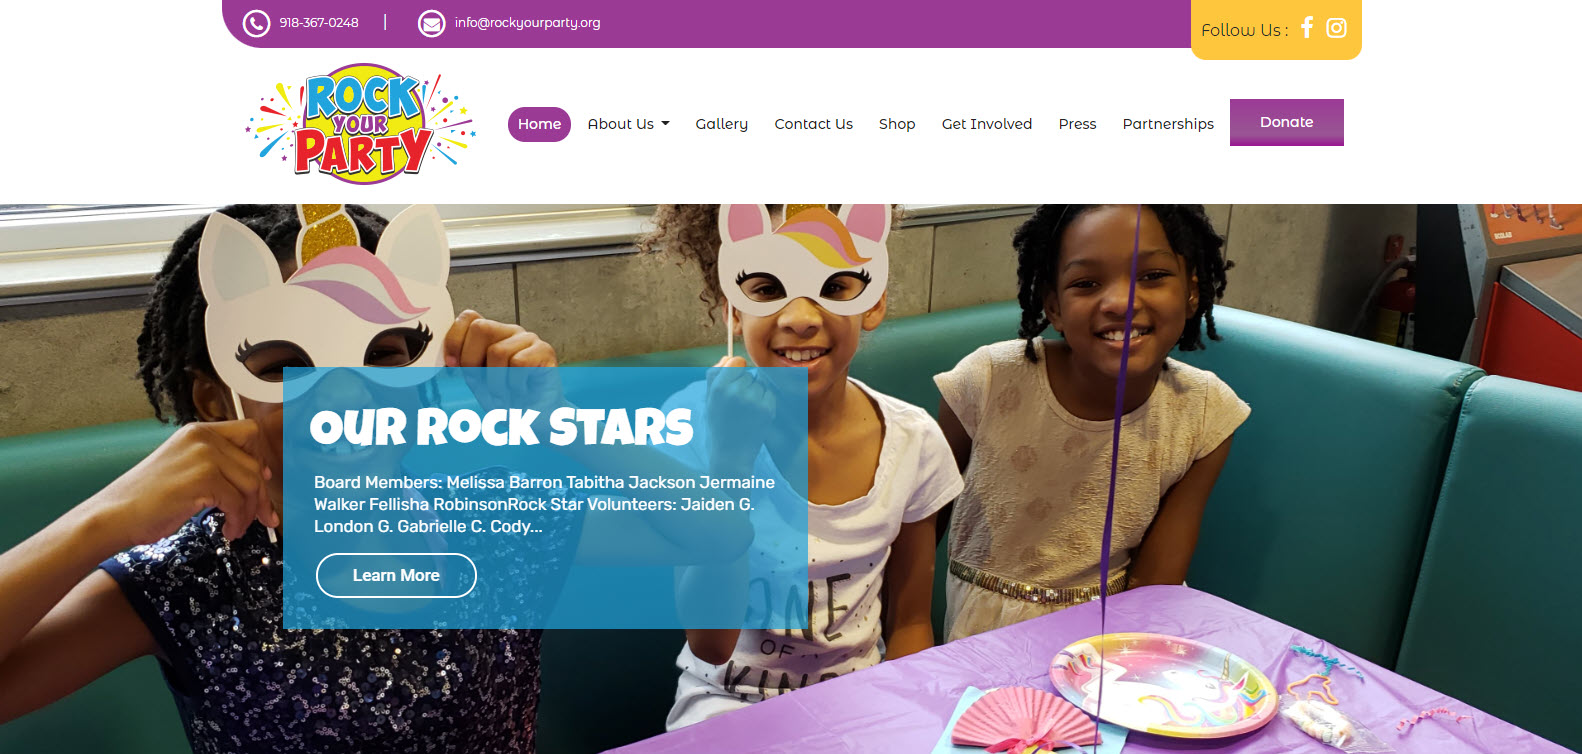 918-367-0248 | info@rockyourparty.org
Follow Us :
ROCK
YOUR
PARTY
Home About Us Gallery Contact Us Shop Get Involved Press Partnerships Donate
OUR ROCK STARS
Board Members: Melissa Barron Tabitha Jackson Jermaine
Walker Fellisha RobinsonRock Star Volunteers: Jaiden G.
London G. Gabrielle C. Cody...
Learn More
ONE
OF